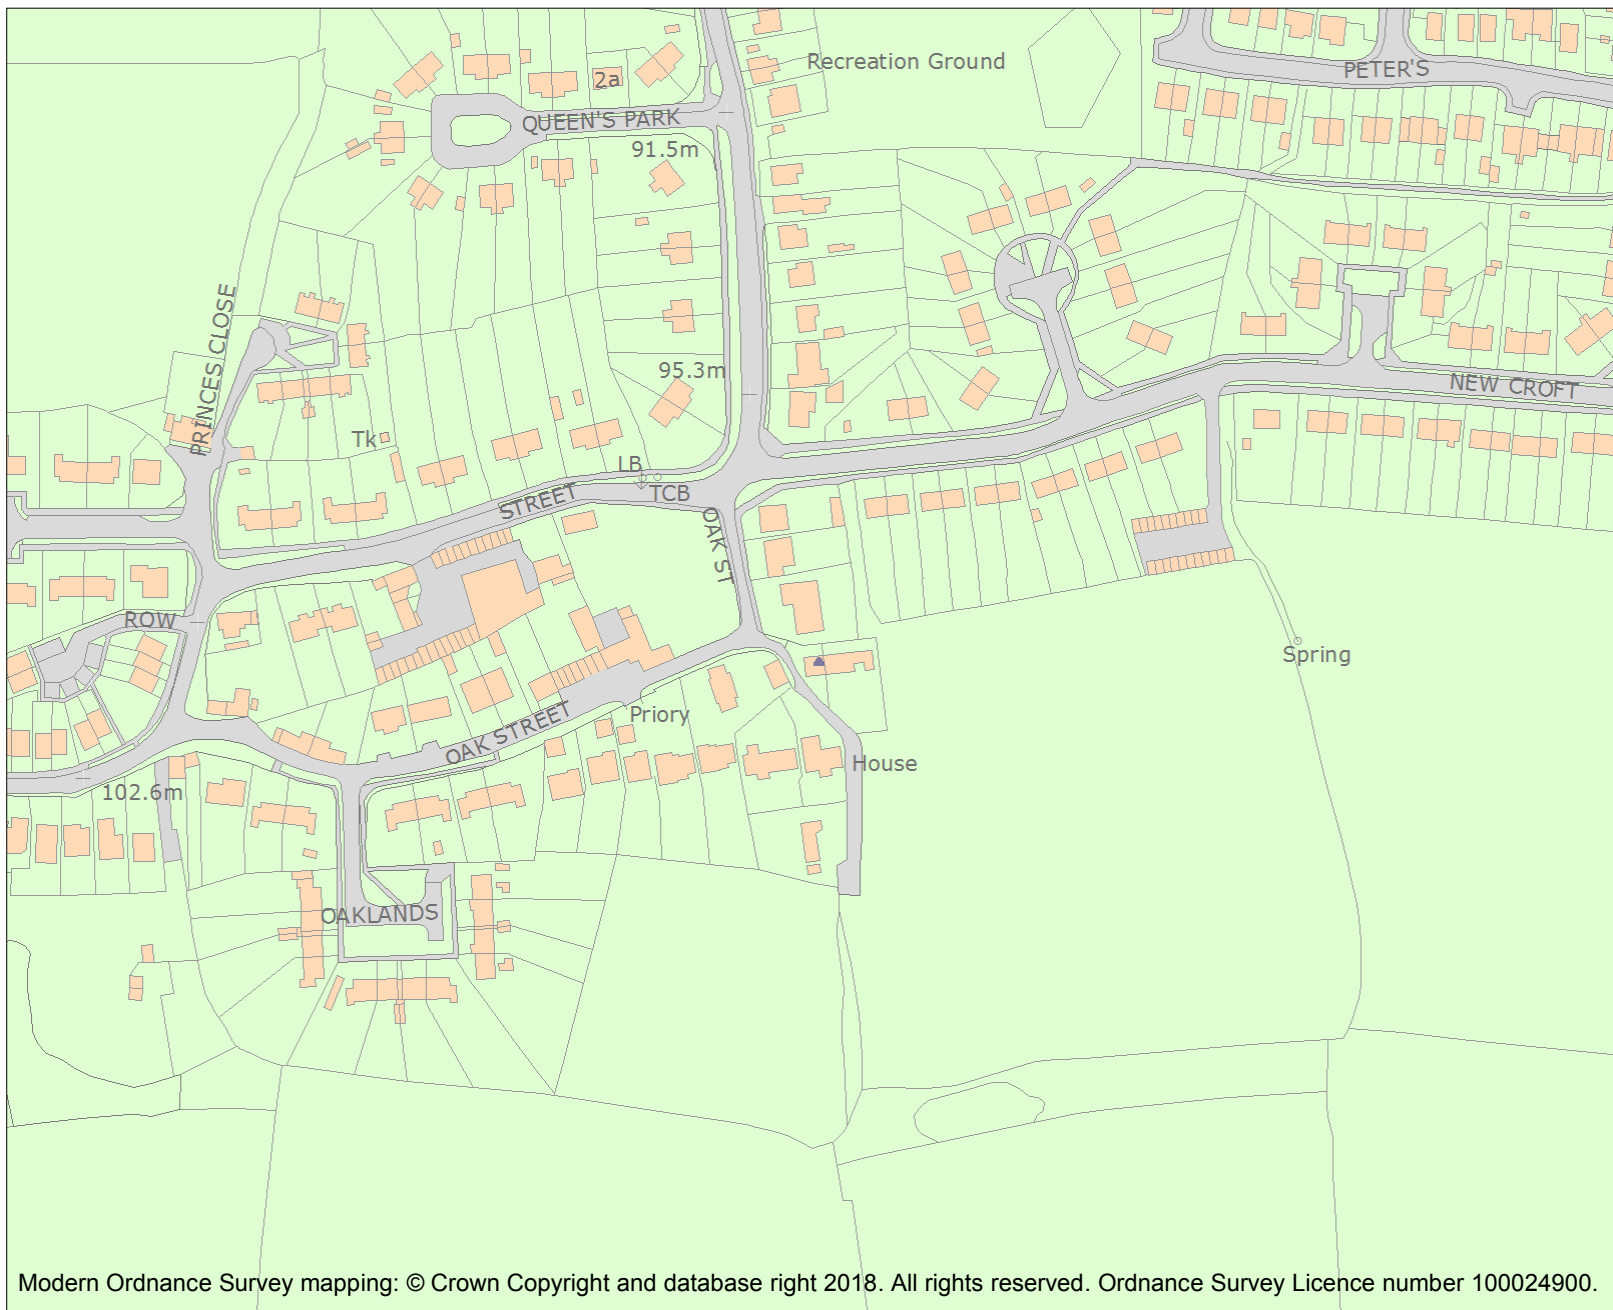 Recreation Ground
PETER'S
2a
QUEEN'S PARK
91.5m
PRINCES CLOSE
95.3m
NEW CROFT
Tk
LB
TCB
STREET
OAK ST
ROW
Spring
Priory
OAK STREET
House
102.6m
OAKLANDS
Modern Ordnance Survey mapping: © Crown Copyright and database right 2018. All rights reserved. Ordnance Survey Licence number 100024900.